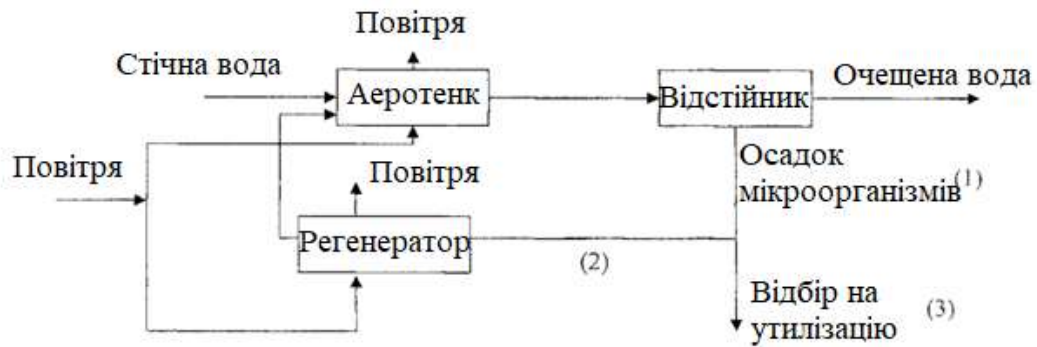 Повітря
Стічна вода
Аеротенк
Відстійник
Очещена вода
Повітря
Повітря
Осадок
мікроорганізмів (1)
Регенератор
(2)
Відбір на
утилізацію (3)